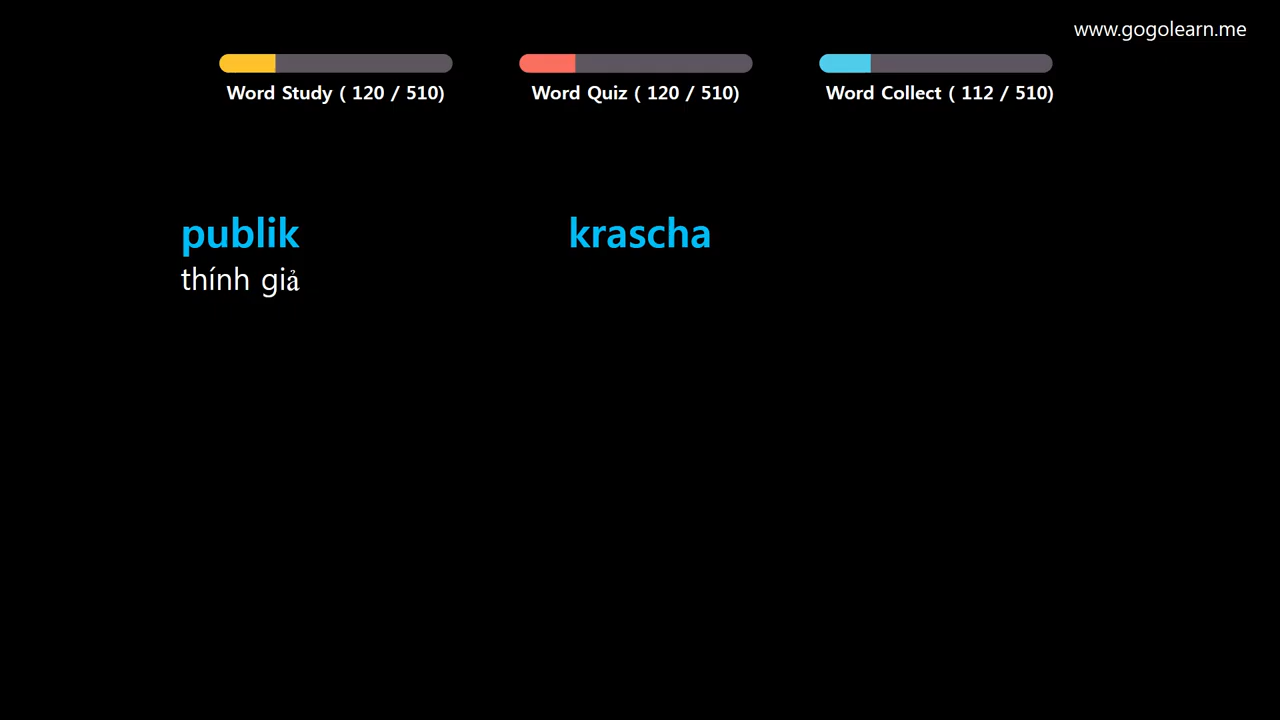 www.gogolearn.me
Word Study ( 120 / 510)
Word Quiz ( 120 / 510)
Word Collect ( 112 / 510)
publik
thính giả
krascha